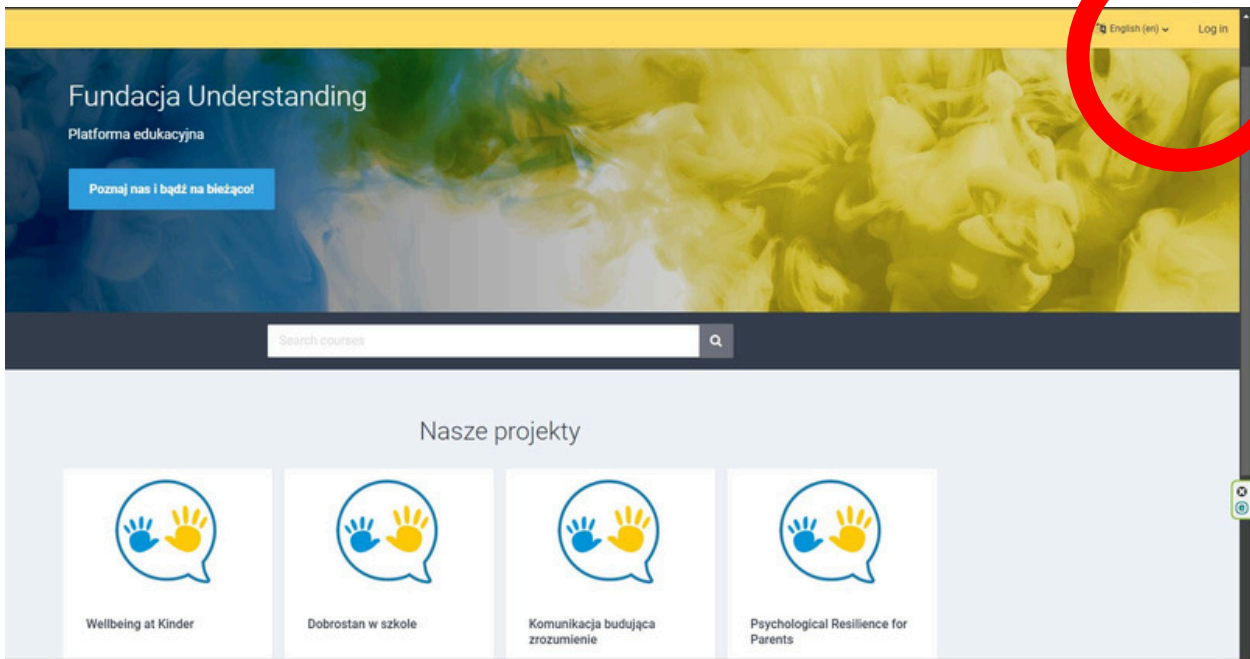 English (en)
Log in
Fundacja Understanding
Platforma edukacyjna
Poznaj nas i bądź na bieżąco!
Search courses
Nasze projekty
Wellbeing at Kinder
Dobrostan w szkole
Komunikacja budująca
zrozumienie
Psychological Resilience for
Parents